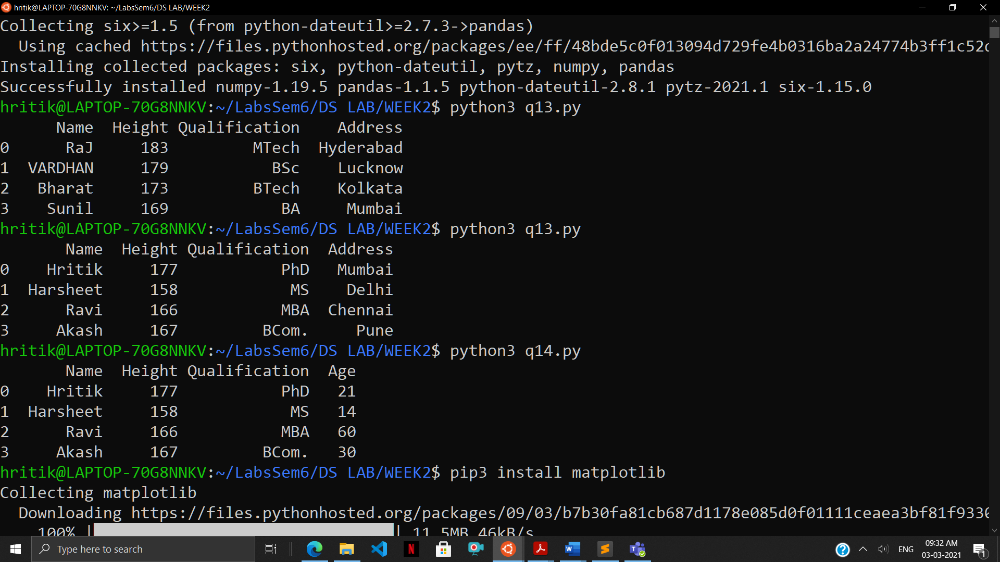 hritik@LAPTOP-70G8NNKV: ~/LabsSem6/DS LAB/WEEK2
Collecting six>=1.5 (from python-dateutil>=2.7.3->pandas)
  Using cached https://files.pythonhosted.org/packages/ee/ff/48bde5c0f013094d729fe4b0316ba2a24774b3ff1c52c
Installing collected packages: six, python-dateutil, pytz, numpy, pandas
Successfully installed numpy-1.19.5 pandas-1.1.5 python-dateutil-2.8.1 pytz-2021.1 six-1.15.0
hritik@LAPTOP-70G8NNKV:~/LabsSem6/DS LAB/WEEK2$ python3 q13.py
      Name  Height Qualification    Address
0      RaJ     183         MTech  Hyderabad
1  VARDHAN     179           BSc    Lucknow
2   Bharat     173         BTech    Kolkata
3    Sunil     169            BA     Mumbai
hritik@LAPTOP-70G8NNKV:~/LabsSem6/DS LAB/WEEK2$ python3 q13.py
       Name  Height Qualification  Address
0    Hritik     177           PhD   Mumbai
1  Harsheet     158            MS    Delhi
2      Ravi     166           MBA  Chennai
3     Akash     167         BCom.     Pune
hritik@LAPTOP-70G8NNKV:~/LabsSem6/DS LAB/WEEK2$ python3 q14.py
       Name  Height Qualification  Age
0    Hritik     177           PhD   21
1  Harsheet     158            MS   14
2      Ravi     166           MBA   60
3     Akash     167         BCom.   30
hritik@LAPTOP-70G8NNKV:~/LabsSem6/DS LAB/WEEK2$ pip3 install matplotlib
Collecting matplotlib
  Downloading https://files.pythonhosted.org/packages/09/03/b7b30fa81cb687d1178e085d0f01111ceaea3bf81f9330
    100% | | 11.5MB 46kB/s
Type here to search
ENG
09:32 AM
03-03-2021
1